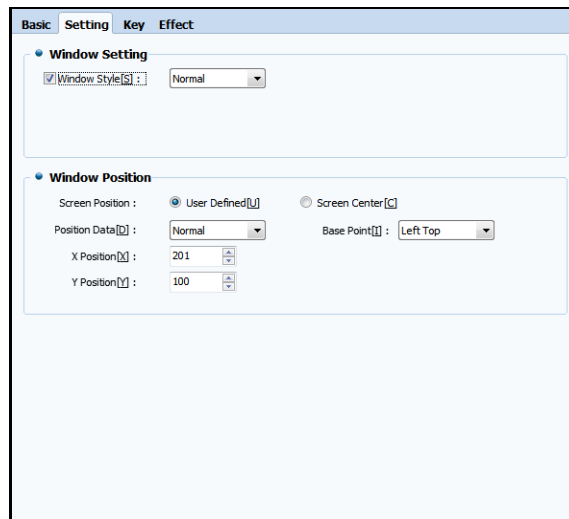 Basic Setting Key Effect
Window Setting
Window Style[S] : Normal
Window Position
Screen Position : User Defined[U] Screen Center[C]
Position Data[D] : Normal Base Point[I] : Left Top
X Position[X] : 201
Y Position[Y] : 100